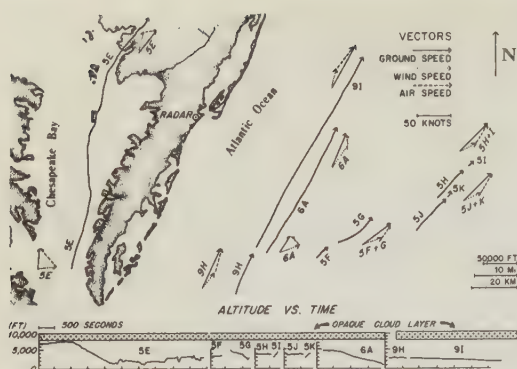 VECTORS
GROUND SPEED
WIND SPEED
AIR SPEED
50 KNOTS
N
5E
5E
RADAR
Atlantic Ocean
Chesapeake Bay
9I
6A
6A
5H+I
5I
5H
5K
5J
5J+K
5G
5F
5F+G
5E
5E
9H
9H
6A
50,000 FT
10 MI
20 KM
ALTITUDE VS. TIME
(FT)
500 SECONDS
OPAQUE CLOUD LAYER
10,000
5,000
5E
5F 5G
5H 5I
5J 5K
6A
9H 9I